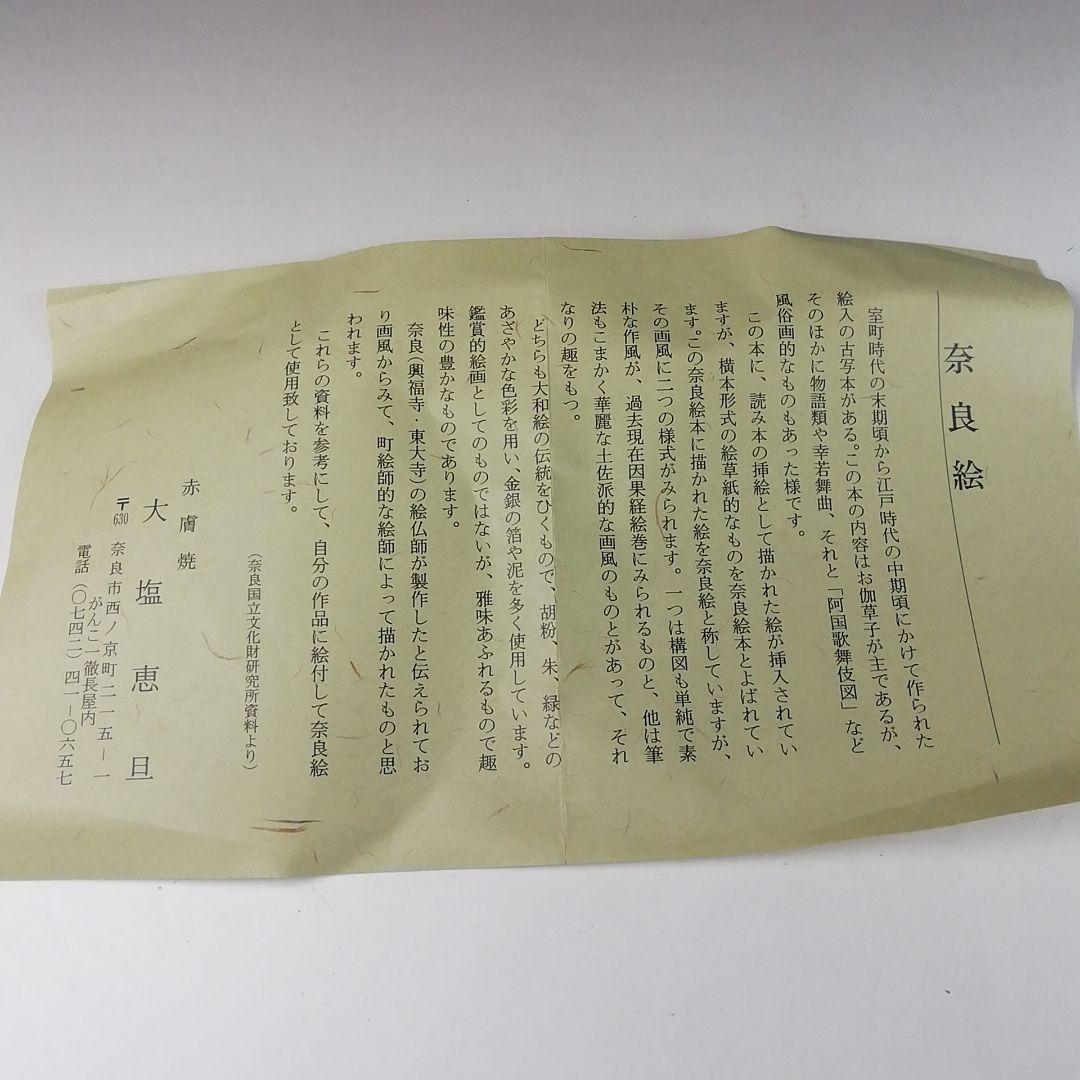 奈良絵
室町時代の末期頃から江戸時代の中期頃にかけて作られた
絵入の古写本がある。この本の内容はお伽草子が主であるが、
そのほかに物語類や幸若舞曲、それと「阿国歌舞伎図」など
風俗画的なものもあった様です。
この本に、読み本の挿絵として描かれた絵が挿入されてい
ますが、横本形式の絵草紙的なものを奈良絵本とよばれてい
ます。この奈良絵本に描かれた絵を奈良絵と称していますが、
その画風に二つの様式がみられます。一つは構図も単純で素
朴な作風が、過去現在因果経絵巻にみられるものと、他は筆
法もこまかく華麗な土佐派的な画風のものとがあって、それ
なりの趣をもつ。
どちらも大和絵の伝統をひくもので、胡粉、朱、緑などの
あざやかな色彩を用い、金銀の箔や泥を多く使用しています。
鑑賞的絵画としてのものではないが、雅味あふれるもので趣
味性の豊かなものであります。
奈良(興福寺・東大寺)の絵仏師が製作したと伝えられてお
り画風からみて、町絵師的な絵師によって描かれたものと思
われます。
これらの資料を参考にして、自分の作品に絵付して奈良絵
として使用致しております。
(奈良国立文化財研究所資料より)
赤膚焼
大塩恵旦
〒630 奈良市西ノ京町二一五ー一
がんこ一徹長屋内
電話(〇七四二)四一ー〇六五七